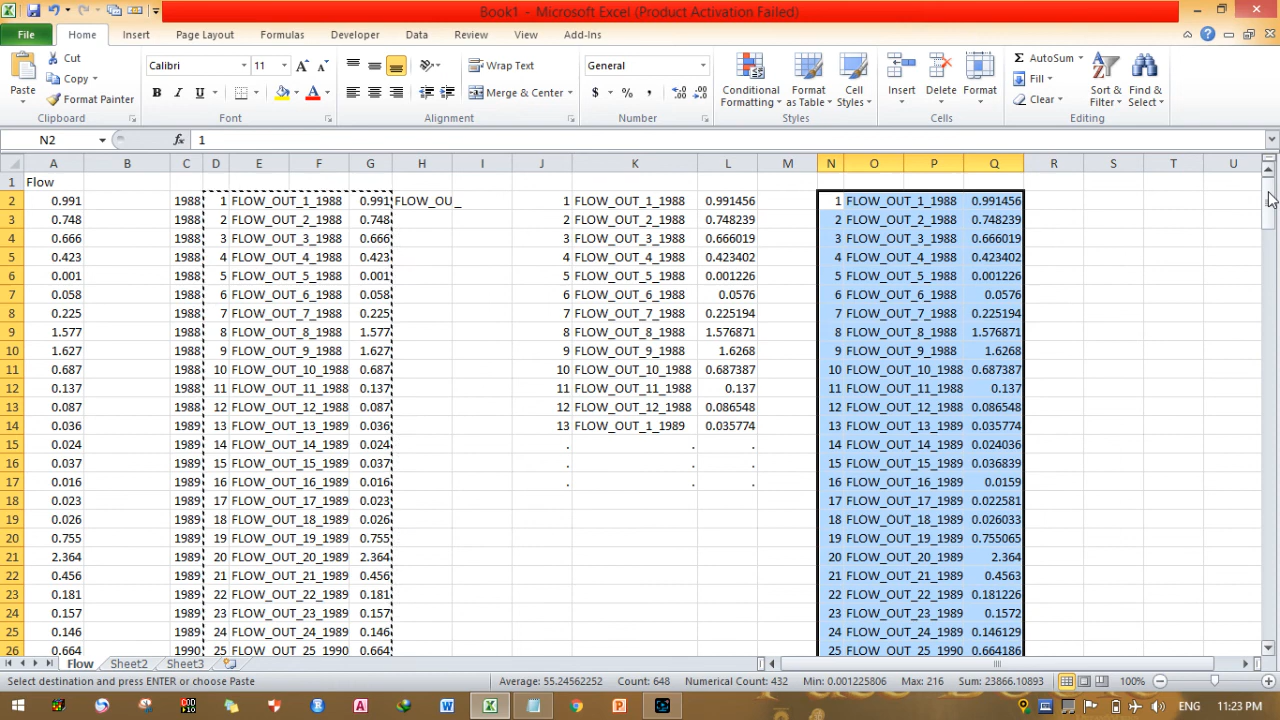 Book1 - Microsoft Excel (Product Activation Failed)
File Home Insert Page Layout Formulas Developer Data Review View Add-Ins
Cut
Copy
Format Painter
Paste
Clipboard
Calibri 11
B I U A
Font
Wrap Text
Merge & Center
Alignment
General
$ % ,
Number
Conditional Formatting
Format as Table
Cell Styles
Styles
Insert Delete Format
Cells
AutoSum
Fill
Clear
Sort & Filter
Find & Select
Editing
N2 fx 1
A B C D E F G H I J K L M N O P Q R S T U
1 Flow
2 0.991 1988 1 FLOW_OUT_1_1988 0.991 FLOW_OU_ 1 FLOW_OUT_1_1988 0.991456 1 FLOW_OUT_1_1988 0.991456
3 0.748 1988 2 FLOW_OUT_2_1988 0.748 2 FLOW_OUT_2_1988 0.748239 2 FLOW_OUT_2_1988 0.748239
4 0.666 1988 3 FLOW_OUT_3_1988 0.666 3 FLOW_OUT_3_1988 0.666019 3 FLOW_OUT_3_1988 0.666019
5 0.423 1988 4 FLOW_OUT_4_1988 0.423 4 FLOW_OUT_4_1988 0.423402 4 FLOW_OUT_4_1988 0.423402
6 0.001 1988 5 FLOW_OUT_5_1988 0.001 5 FLOW_OUT_5_1988 0.001226 5 FLOW_OUT_5_1988 0.001226
7 0.058 1988 6 FLOW_OUT_6_1988 0.058 6 FLOW_OUT_6_1988 0.0576 6 FLOW_OUT_6_1988 0.0576
8 0.225 1988 7 FLOW_OUT_7_1988 0.225 7 FLOW_OUT_7_1988 0.225194 7 FLOW_OUT_7_1988 0.225194
9 1.577 1988 8 FLOW_OUT_8_1988 1.577 8 FLOW_OUT_8_1988 1.576871 8 FLOW_OUT_8_1988 1.576871
10 1.627 1988 9 FLOW_OUT_9_1988 1.627 9 FLOW_OUT_9_1988 1.6268 9 FLOW_OUT_9_1988 1.6268
11 0.687 1988 10 FLOW_OUT_10_1988 0.687 10 FLOW_OUT_10_1988 0.687387 10 FLOW_OUT_10_1988 0.687387
12 0.137 1988 11 FLOW_OUT_11_1988 0.137 11 FLOW_OUT_11_1988 0.137 11 FLOW_OUT_11_1988 0.137
13 0.087 1988 12 FLOW_OUT_12_1988 0.087 12 FLOW_OUT_12_1988 0.086548 12 FLOW_OUT_12_1988 0.086548
14 0.036 1989 13 FLOW_OUT_13_1989 0.036 13 FLOW_OUT_1_1989 0.035774 13 FLOW_OUT_13_1989 0.035774
15 0.024 1989 14 FLOW_OUT_14_1989 0.024 . . . 14 FLOW_OUT_14_1989 0.024036
16 0.037 1989 15 FLOW_OUT_15_1989 0.037 . . . 15 FLOW_OUT_15_1989 0.036839
17 0.016 1989 16 FLOW_OUT_16_1989 0.016 . . . 16 FLOW_OUT_16_1989 0.0159
18 0.023 1989 17 FLOW_OUT_17_1989 0.023 17 FLOW_OUT_17_1989 0.022581
19 0.026 1989 18 FLOW_OUT_18_1989 0.026 18 FLOW_OUT_18_1989 0.026033
20 0.755 1989 19 FLOW_OUT_19_1989 0.755 19 FLOW_OUT_19_1989 0.755065
21 2.364 1989 20 FLOW_OUT_20_1989 2.364 20 FLOW_OUT_20_1989 2.364
22 0.456 1989 21 FLOW_OUT_21_1989 0.456 21 FLOW_OUT_21_1989 0.4563
23 0.181 1989 22 FLOW_OUT_22_1989 0.181 22 FLOW_OUT_22_1989 0.181226
24 0.157 1989 23 FLOW_OUT_23_1989 0.157 23 FLOW_OUT_23_1989 0.1572
25 0.146 1989 24 FLOW_OUT_24_1989 0.146 24 FLOW_OUT_24_1989 0.146129
26 0.664 1990 25 FLOW_OUT_25_1990 0.664 25 FLOW_OUT_25_1990 0.664186
Flow Sheet2 Sheet3
Select destination and press ENTER or choose Paste Average: 55.24562252 Count: 648 Numerical Count: 432 Min: 0.001225806 Max: 216 Sum: 23866.10893 100%
ENG 11:23 PM